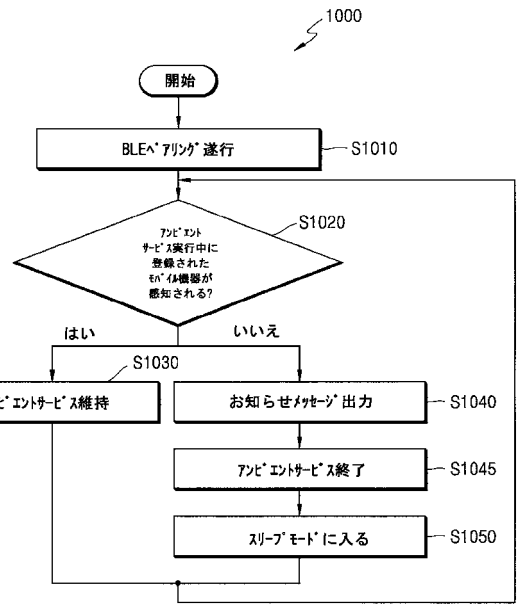 1000
開始
BLEﾍﾟｱﾘﾝｸﾞ遂行
S1010
S1020
ｱﾝﾋﾞｴﾝﾄ
ｻｰﾋﾞｽ実行中に
登録された
ﾓﾊﾞｲﾙ機器が
感知される?
はい
いいえ
S1030
ﾋﾞｴﾝﾄｻｰﾋﾞｽ維持
お知らせﾒｯｾｰｼﾞ出力
S1040
ｱﾝﾋﾞｴﾝﾄｻｰﾋﾞｽ終了
S1045
ｽﾘｰﾌﾟﾓｰﾄﾞに入る
S1050